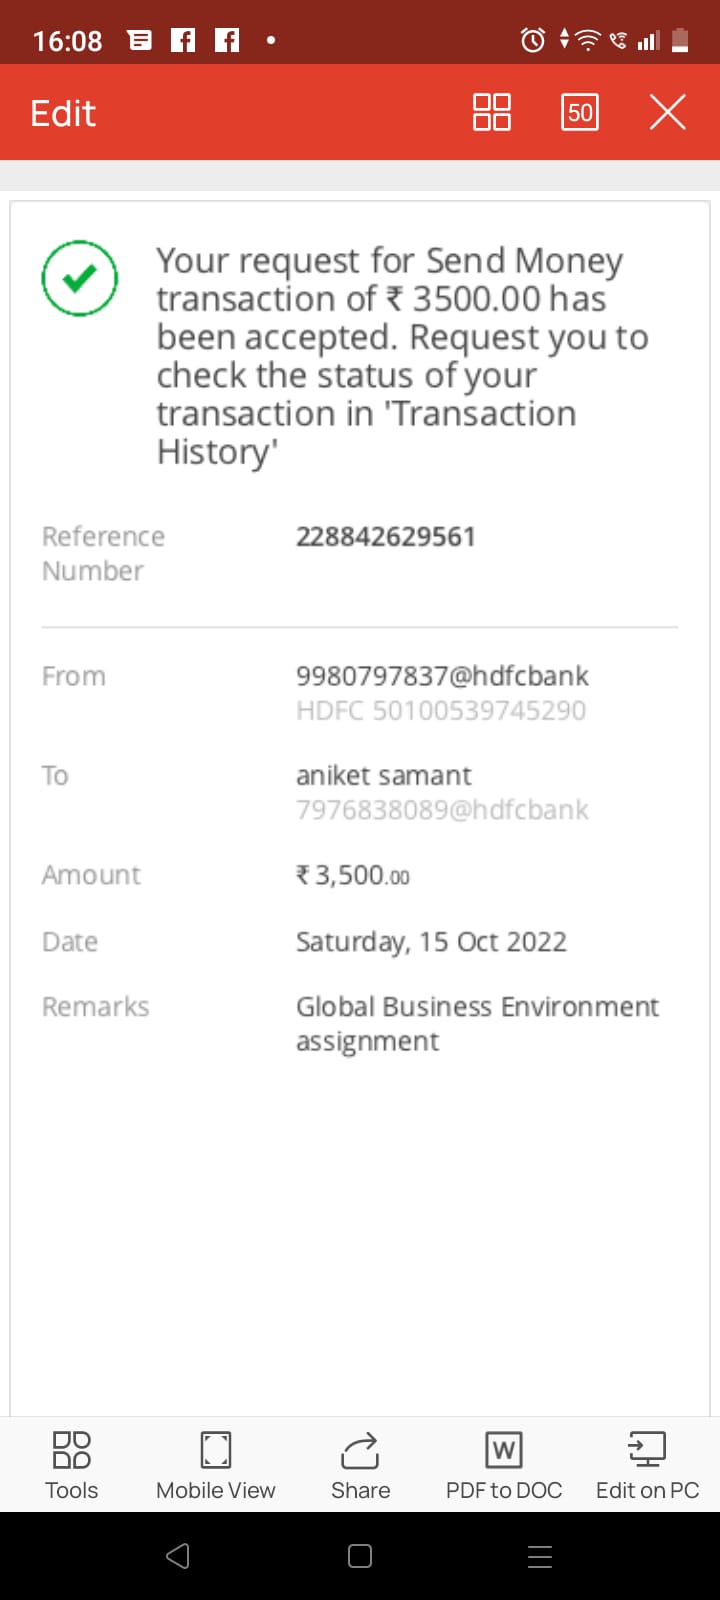 16:08
Edit
50
Your request for Send Money
transaction of ₹ 3500.00 has
been accepted. Request you to
check the status of your
transaction in 'Transaction
History'
Reference
Number
228842629561
From
9980797837@hdfcbank
HDFC 50100539745290
To
aniket samant
7976838089@hdfcbank
Amount
₹ 3,500.00
Date
Saturday, 15 Oct 2022
Remarks
Global Business Environment
assignment
W
Tools
Mobile View
Share
PDF to DOC
Edit on PC